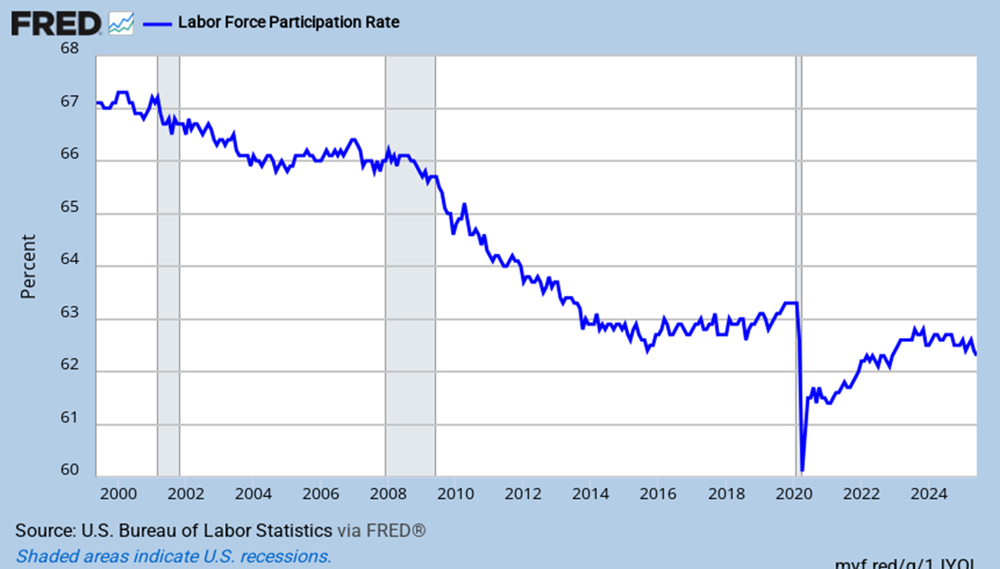 FRED Labor Force Participation Rate
68
67
66
65
64
63
62
61
60
Percent
2000 2002 2004 2006 2008 2010 2012 2014 2016 2018 2020 2022 2024
Source: U.S. Bureau of Labor Statistics via FRED®
Shaded areas indicate U.S. recessions.